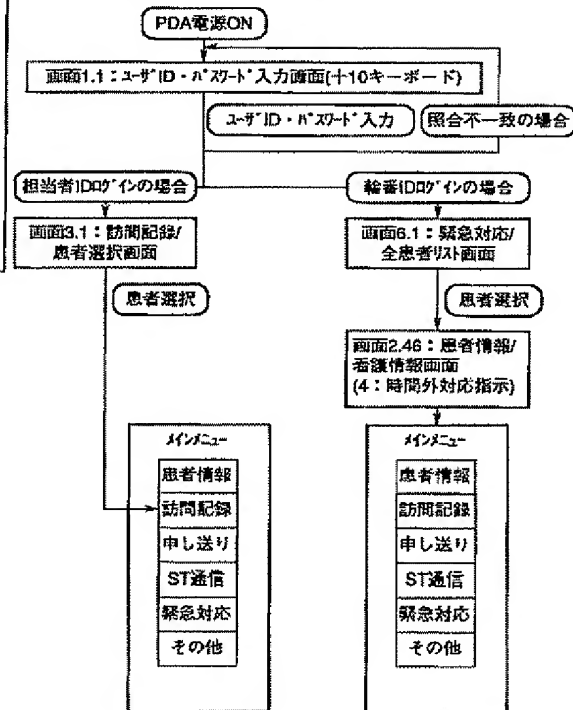 PDA電源ON
画面1.1：ﾕｰｻﾞID・ﾊﾟｽﾜｰﾄﾞ入力画面(＋10キーボード)
ﾕｰｻﾞID・ﾊﾟｽﾜｰﾄﾞ入力
照合不一致の場合
担当者IDﾛｸﾞｲﾝの場合
輪番IDﾛｸﾞｲﾝの場合
画面3.1：訪問記録/
患者選択画面
画面6.1：緊急対応/
全患者ﾘｽﾄ画面
患者選択
患者選択
画面2.46：患者情報/
看護情報画面
(4：時間外対応指示)
ﾒｲﾝﾒﾆｭｰ
患者情報
訪問記録
申し送り
ST通信
緊急対応
その他
ﾒｲﾝﾒﾆｭｰ
患者情報
訪問記録
申し送り
ST通信
緊急対応
その他